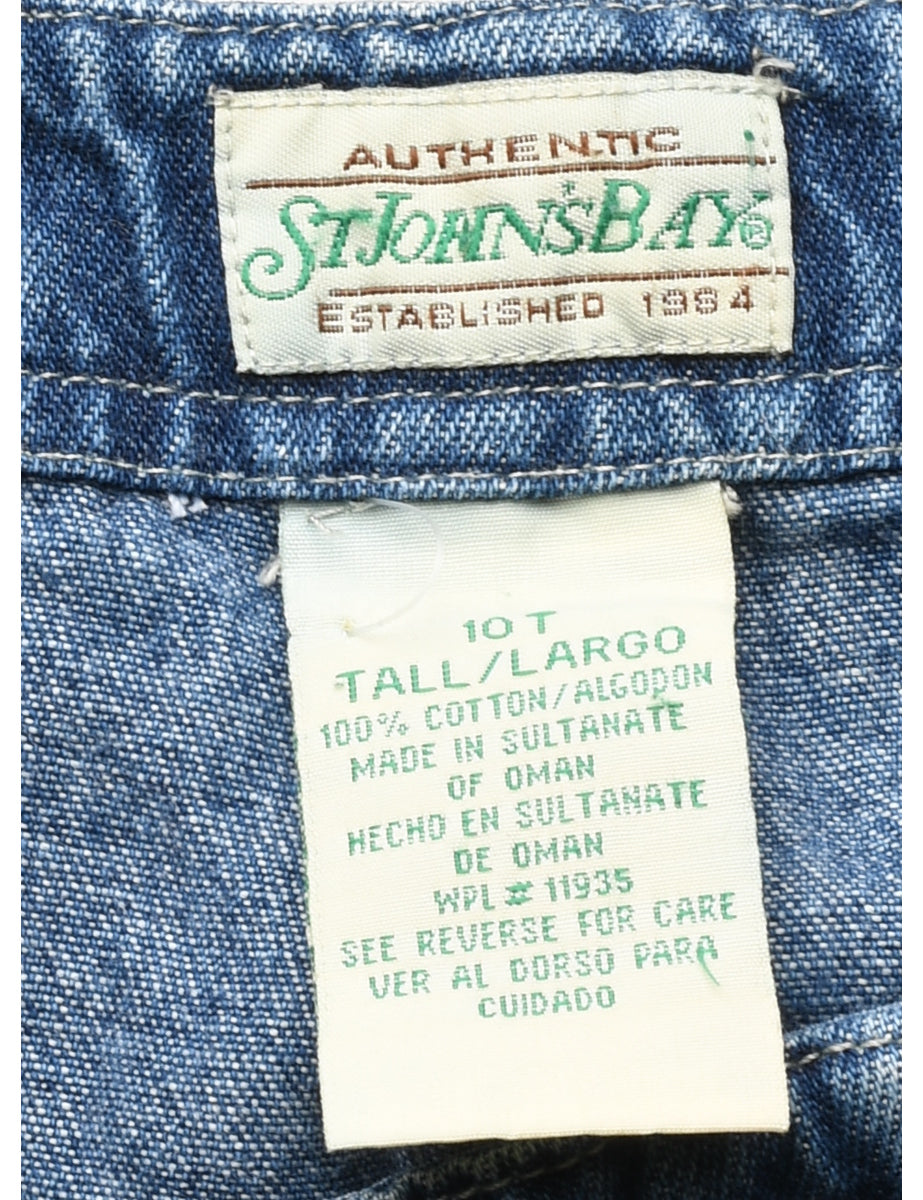 AUTHENTIC
ST JOHN'S BAY®
ESTABLISHED 1984
10 T
TALL/LARGO
100% COTTON/ALGODON
MADE IN SULTANATE
OF OMAN
HECHO EN SULTANATE
DE OMAN
WPL # 11935
SEE REVERSE FOR CARE
VER AL DORSO PARA
CUIDADO